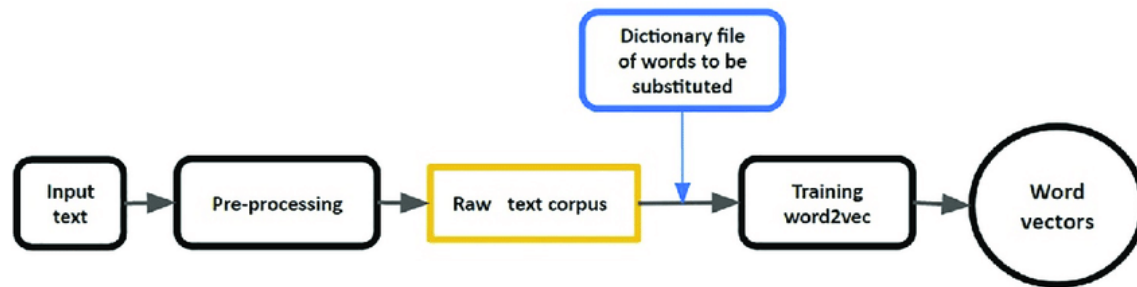 Dictionary file
of words to be
substituted
Input
text
Pre-processing
Raw text corpus
Training
word2vec
Word
vectors